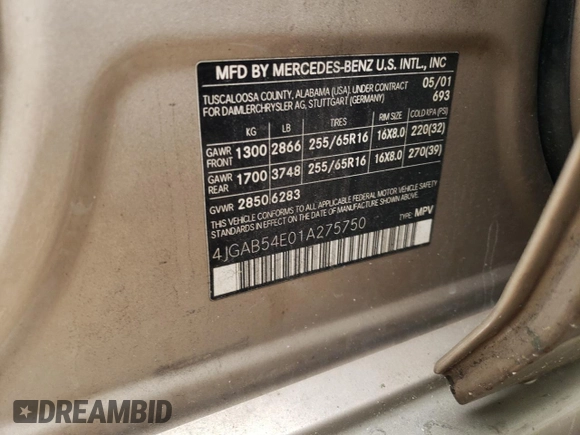 MFD BY MERCEDES-BENZ U.S. INTL., INC
TUSCALOOSA COUNTY, ALABAMA (USA) UNDER CONTRACT 05/01
FOR DAIMLERCHRYSLER AG, STUTTGART (GERMANY) 693
KG LB TIRES RIM SIZE COLD KPA (PSI)
GAWR FRONT 1300 2866 255/65R16 16X8.0 220(32)
GAWR REAR 1700 3748 255/65R16 16X8.0 270(39)
GVWR 2850 6283
THIS VEHICLE CONFORMS TO ALL APPLICABLE FEDERAL MOTOR VEHICLE SAFETY
STANDARDS IN EFFECT ON THE DATE OF MANUFACTURE SHOWN ABOVE.
4JGAB54E01A275750 TYPE: MPV
DREAMBID